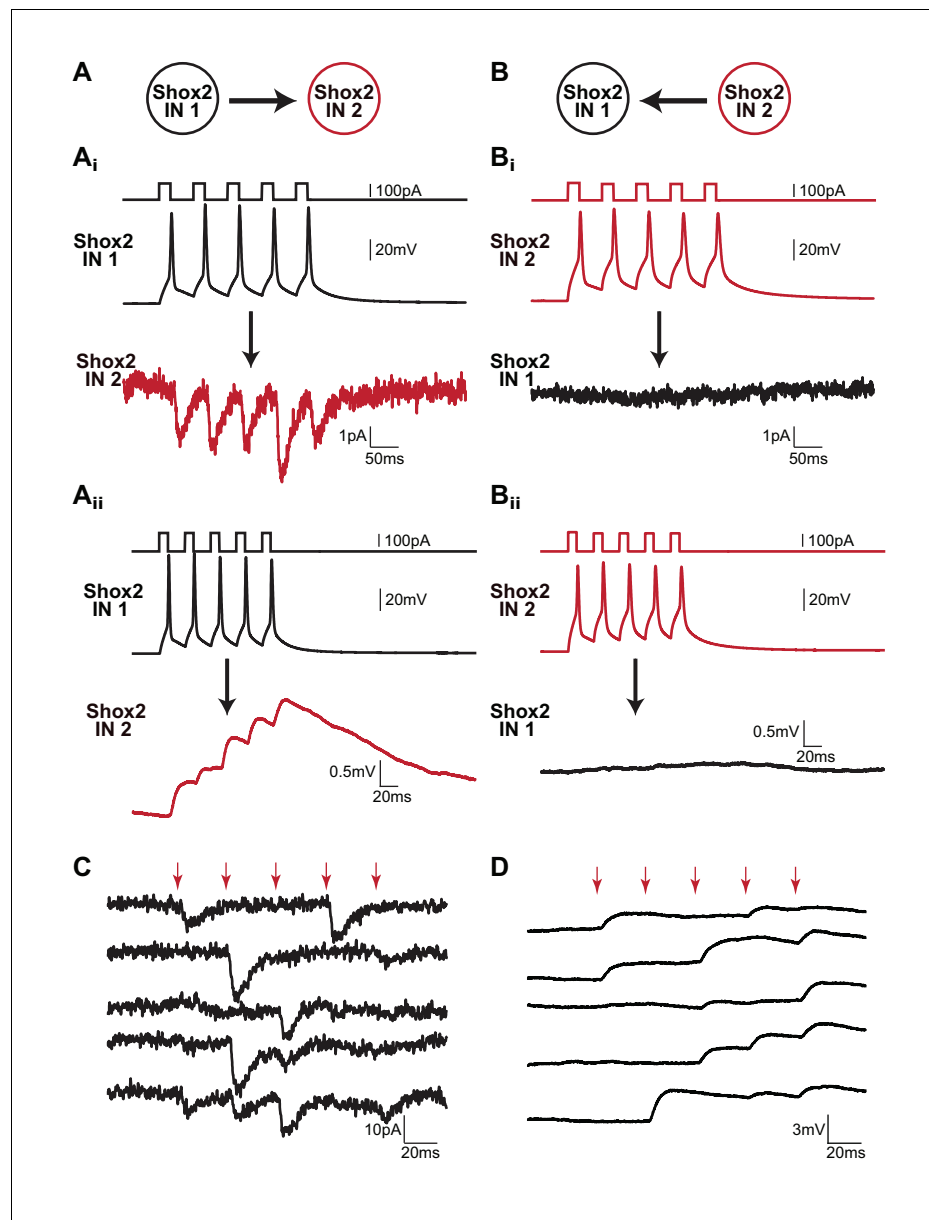 A
Shox2
IN 1
Shox2
IN 2
B
Shox2
IN 1
Shox2
IN 2
Ai
100pA
Shox2
IN 1
20mV
Shox2
IN 2
1pA
50ms
Bi
100pA
Shox2
IN 2
20mV
Shox2
IN 1
1pA
50ms
Aii
100pA
Shox2
IN 1
20mV
Shox2
IN 2
0.5mV
20ms
Bii
100pA
Shox2
IN 2
20mV
Shox2
IN 1
0.5mV
20ms
C
10pA
20ms
D
3mV
20ms